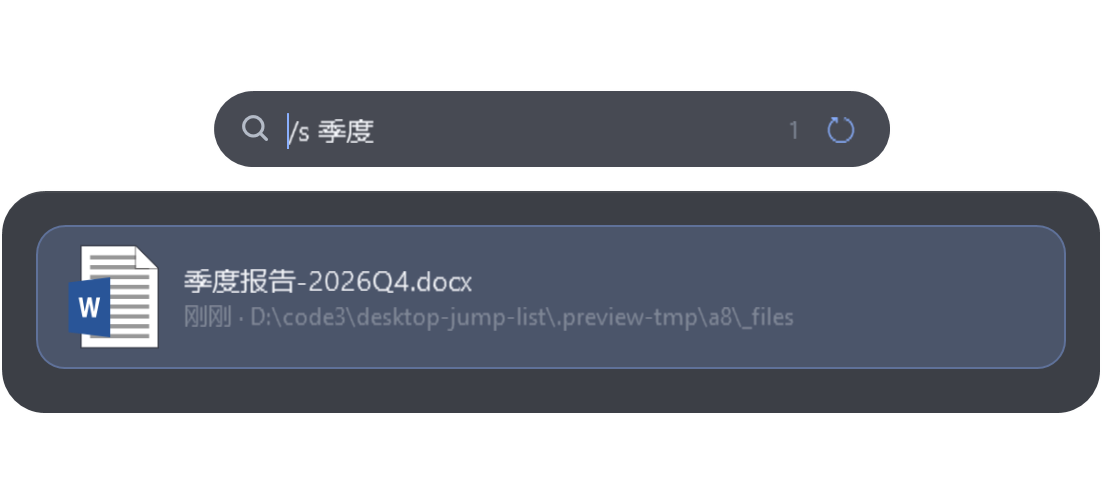 /s 季度
1
W
季度报告-2026Q4.docx
刚刚 · D:\code3\desktop-jump-list\.preview-tmp\a8\_files